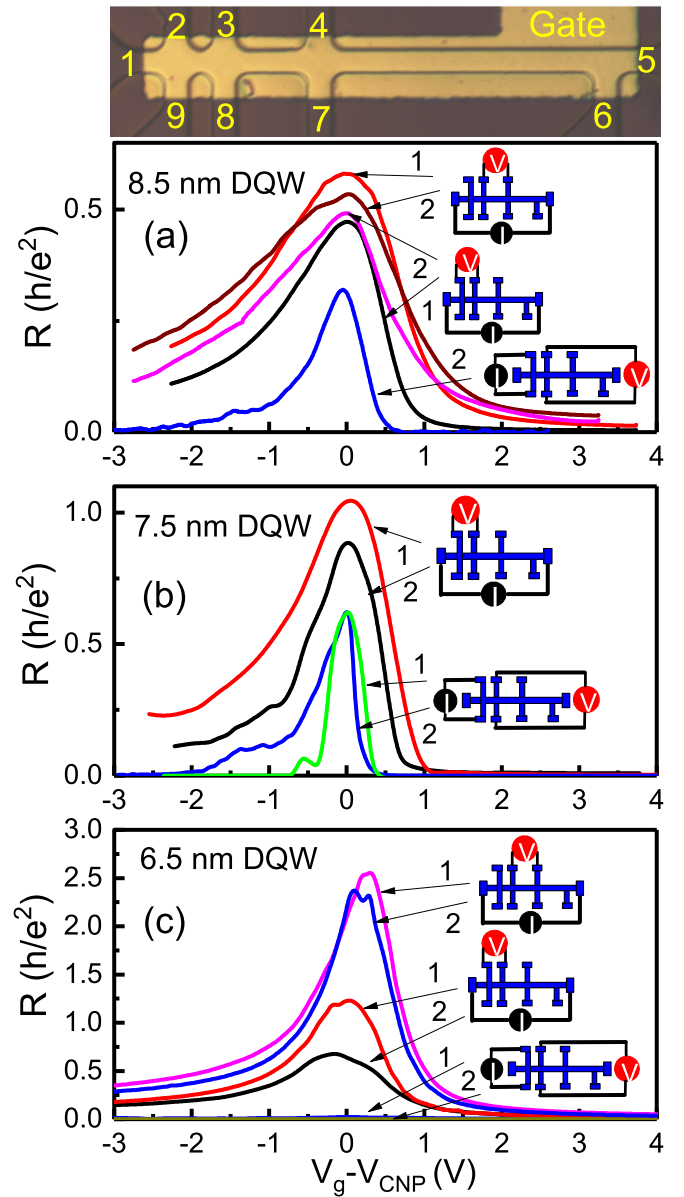 2 3 4 Gate
1 5
9 8 7 6
8.5 nm DQW
(a)
R (h/e²)
0.5
0.0
1
2
2
1
2
V
I
V
I
I
V
-3 -2 -1 0 1 2 3 4
7.5 nm DQW
(b)
R (h/e²)
1.0
0.5
0.0
1
2
1
2
V
I
I
V
-3 -2 -1 0 1 2 3 4
6.5 nm DQW
(c)
R (h/e²)
3.0
2.5
2.0
1.5
1.0
0.5
0.0
1
2
1
2
1
2
V
I
V
I
I
V
-3 -2 -1 0 1 2 3 4
V_g-V_CNP (V)